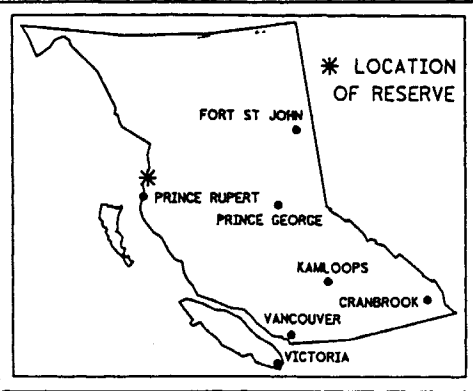 * LOCATION
OF RESERVE
FORT ST JOHN
PRINCE RUPERT
PRINCE GEORGE
KAMLOOPS
CRANBROOK
VANCOUVER
VICTORIA